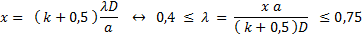 x = (k + 0,5) λD / a ↔ 0,4 ≤ λ = x a / (k + 0,5)D ≤ 0,75